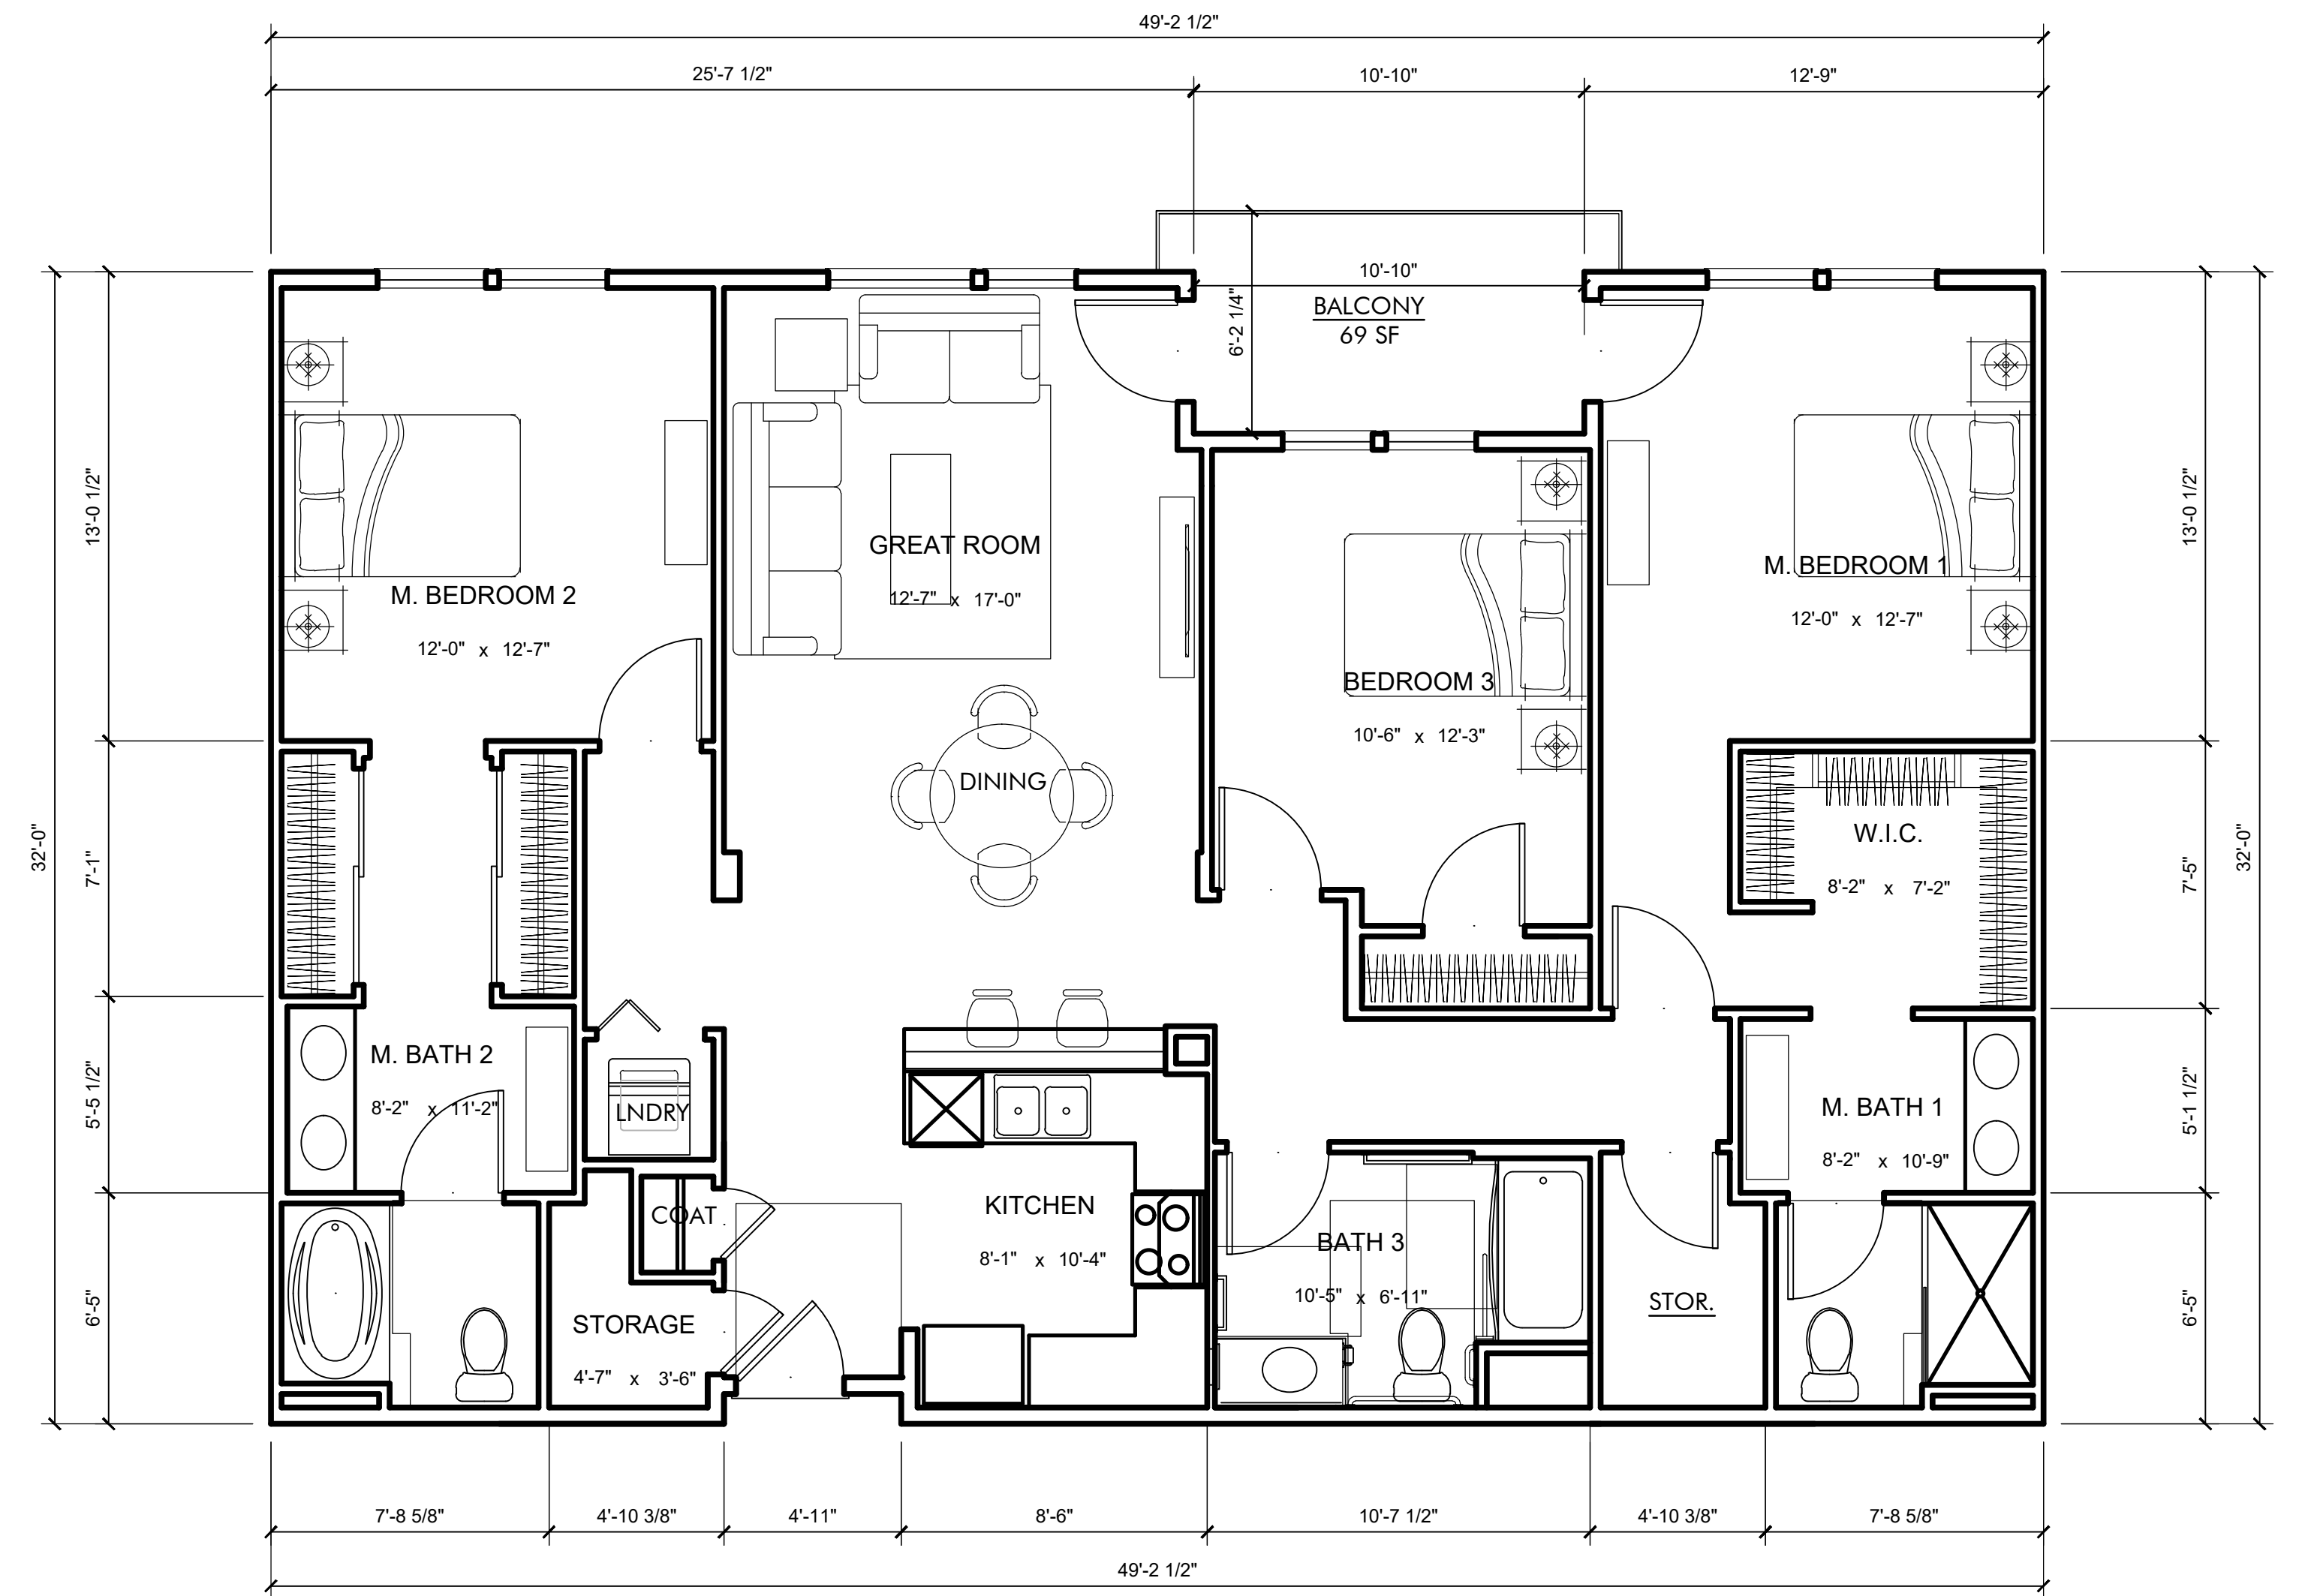 49'-2 1/2"
25'-7 1/2"
10'-10"
12'-9"
10'-10"
BALCONY
69 SF
6'-2 1/4"
13'-0 1/2"
7'-1"
5'-5 1/2"
6'-5"
32'-0"
13'-0 1/2"
7'-5"
5'-1 1/2"
6'-5"
32'-0"
GREAT ROOM
12'-7" x 17'-0"
M. BEDROOM 1
12'-0" x 12'-7"
M. BEDROOM 2
12'-0" x 12'-7"
BEDROOM 3
10'-6" x 12'-3"
DINING
W.I.C.
8'-2" x 7'-2"
M. BATH 2
8'-2" x 11'-2"
LNDRY
M. BATH 1
8'-2" x 10'-9"
COAT
KITCHEN
8'-1" x 10'-4"
BATH 3
10'-5" x 6'-11"
STOR.
STORAGE
4'-7" x 3'-6"
7'-8 5/8"
4'-10 3/8"
4'-11"
8'-6"
10'-7 1/2"
4'-10 3/8"
7'-8 5/8"
49'-2 1/2"